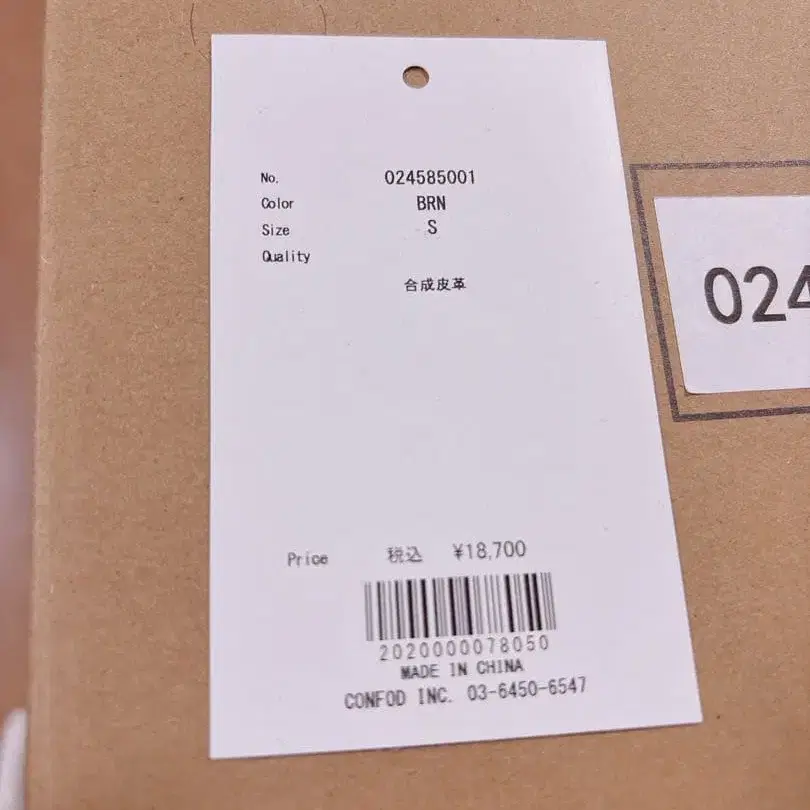 No. 024585001
Color BRN
Size S
Quality
合成皮革
024
Price 税込 ¥18,700
2020000078050
MADE IN CHINA
CONFOD INC. 03-6450-6547